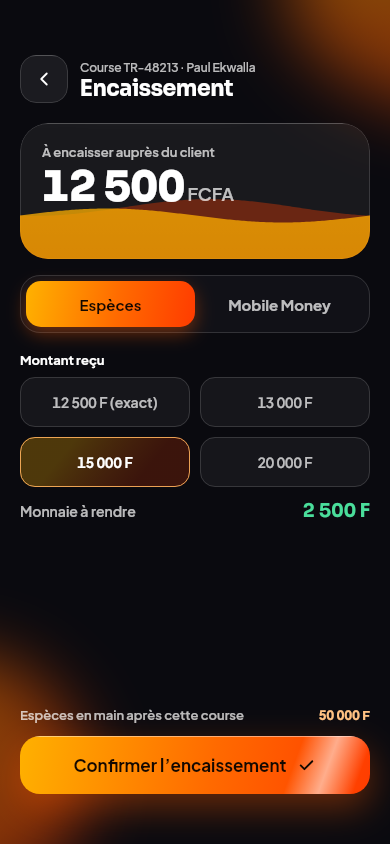 Course TR-48213 · Paul Ekwalla
Encaissement
À encaisser auprès du client
12 500 FCFA
Espèces
Mobile Money
Montant reçu
12 500 F (exact)
13 000 F
15 000 F
20 000 F
Monnaie à rendre
2 500 F
Espèces en main après cette course
50 000 F
Confirmer l’encaissement